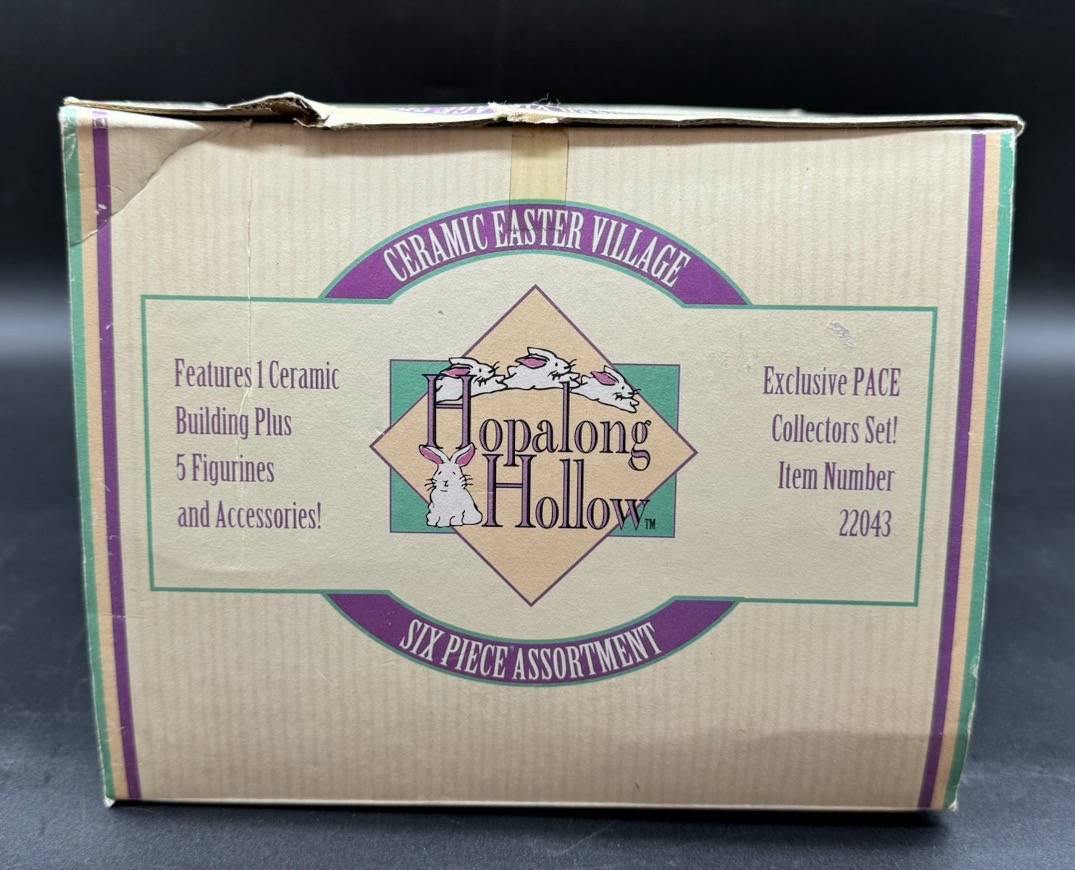 CERAMIC EASTER VILLAGE
Features 1 Ceramic
Building Plus
5 Figurines
and Accessories!
Hopalong
Hollow™
Exclusive PACE
Collectors Set!
Item Number
22043
SIX PIECE ASSORTMENT